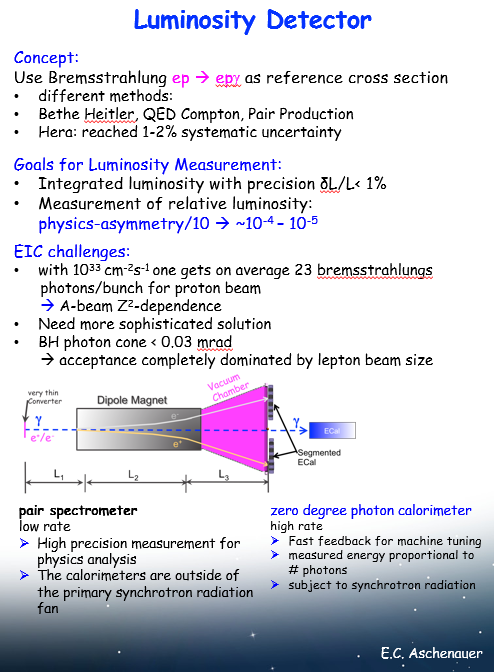 Luminosity Detector
Concept:
Use Bremsstrahlung ep → epγ as reference cross section
• different methods:
• Bethe Heitler, QED Compton, Pair Production
• Hera: reached 1-2% systematic uncertainty
Goals for Luminosity Measurement:
• Integrated luminosity with precision δL/L< 1%
• Measurement of relative luminosity:
physics-asymmetry/10 → ~10⁻⁴ – 10⁻⁵
EIC challenges:
• with 10³³ cm⁻²s⁻¹ one gets on average 23 bremsstrahlungs
photons/bunch for proton beam
→ A-beam Z²-dependence
• Need more sophisticated solution
• BH photon cone < 0.03 mrad
→ acceptance completely dominated by lepton beam size
very thin
Converter
Dipole Magnet
Vacuum
Chamber
γ
e⁺/e⁻
e⁻
e⁺
γ
ECal
Segmented
ECal
L₁
L₂
L₃
pair spectrometer
low rate
➢ High precision measurement for
physics analysis
➢ The calorimeters are outside of
the primary synchrotron radiation
fan
zero degree photon calorimeter
high rate
➢ Fast feedback for machine tuning
➢ measured energy proportional to
# photons
➢ subject to synchrotron radiation
E.C. Aschenauer